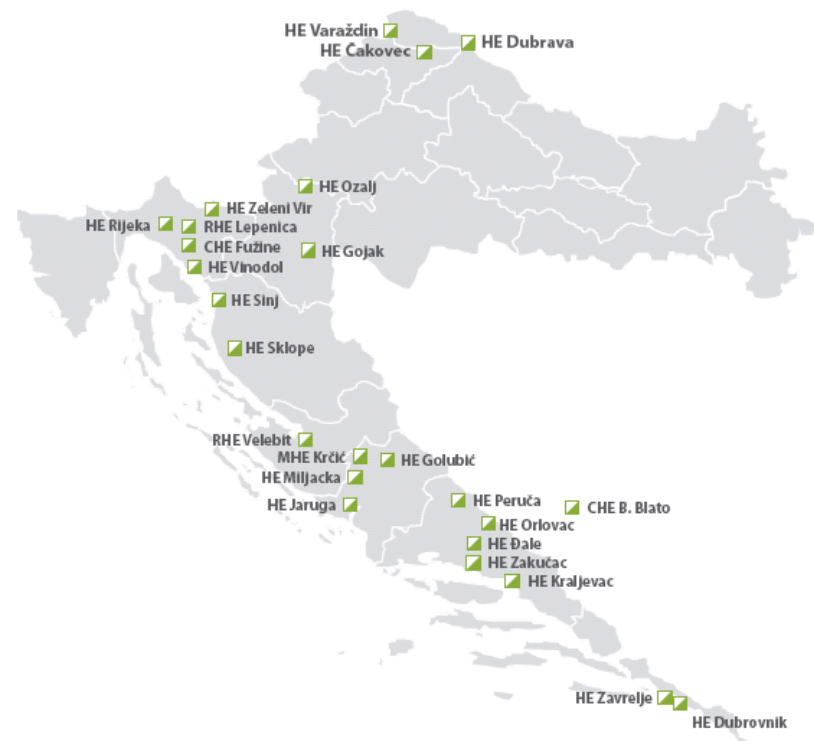 HE Varaždin
HE Dubrava
HE Čakovec
HE Ozalj
HE Zeleni Vir
HE Rijeka
RHE Lepenica
CHE Fužine
HE Gojak
HE Vinodol
HE Sinj
HE Sklope
RHE Velebit
MHE Krčić
HE Golubić
HE Miljacka
HE Jaruga
HE Peruča
CHE B. Blato
HE Orlovac
HE Đale
HE Zakučac
HE Kraljevac
HE Zavrelje
HE Dubrovnik